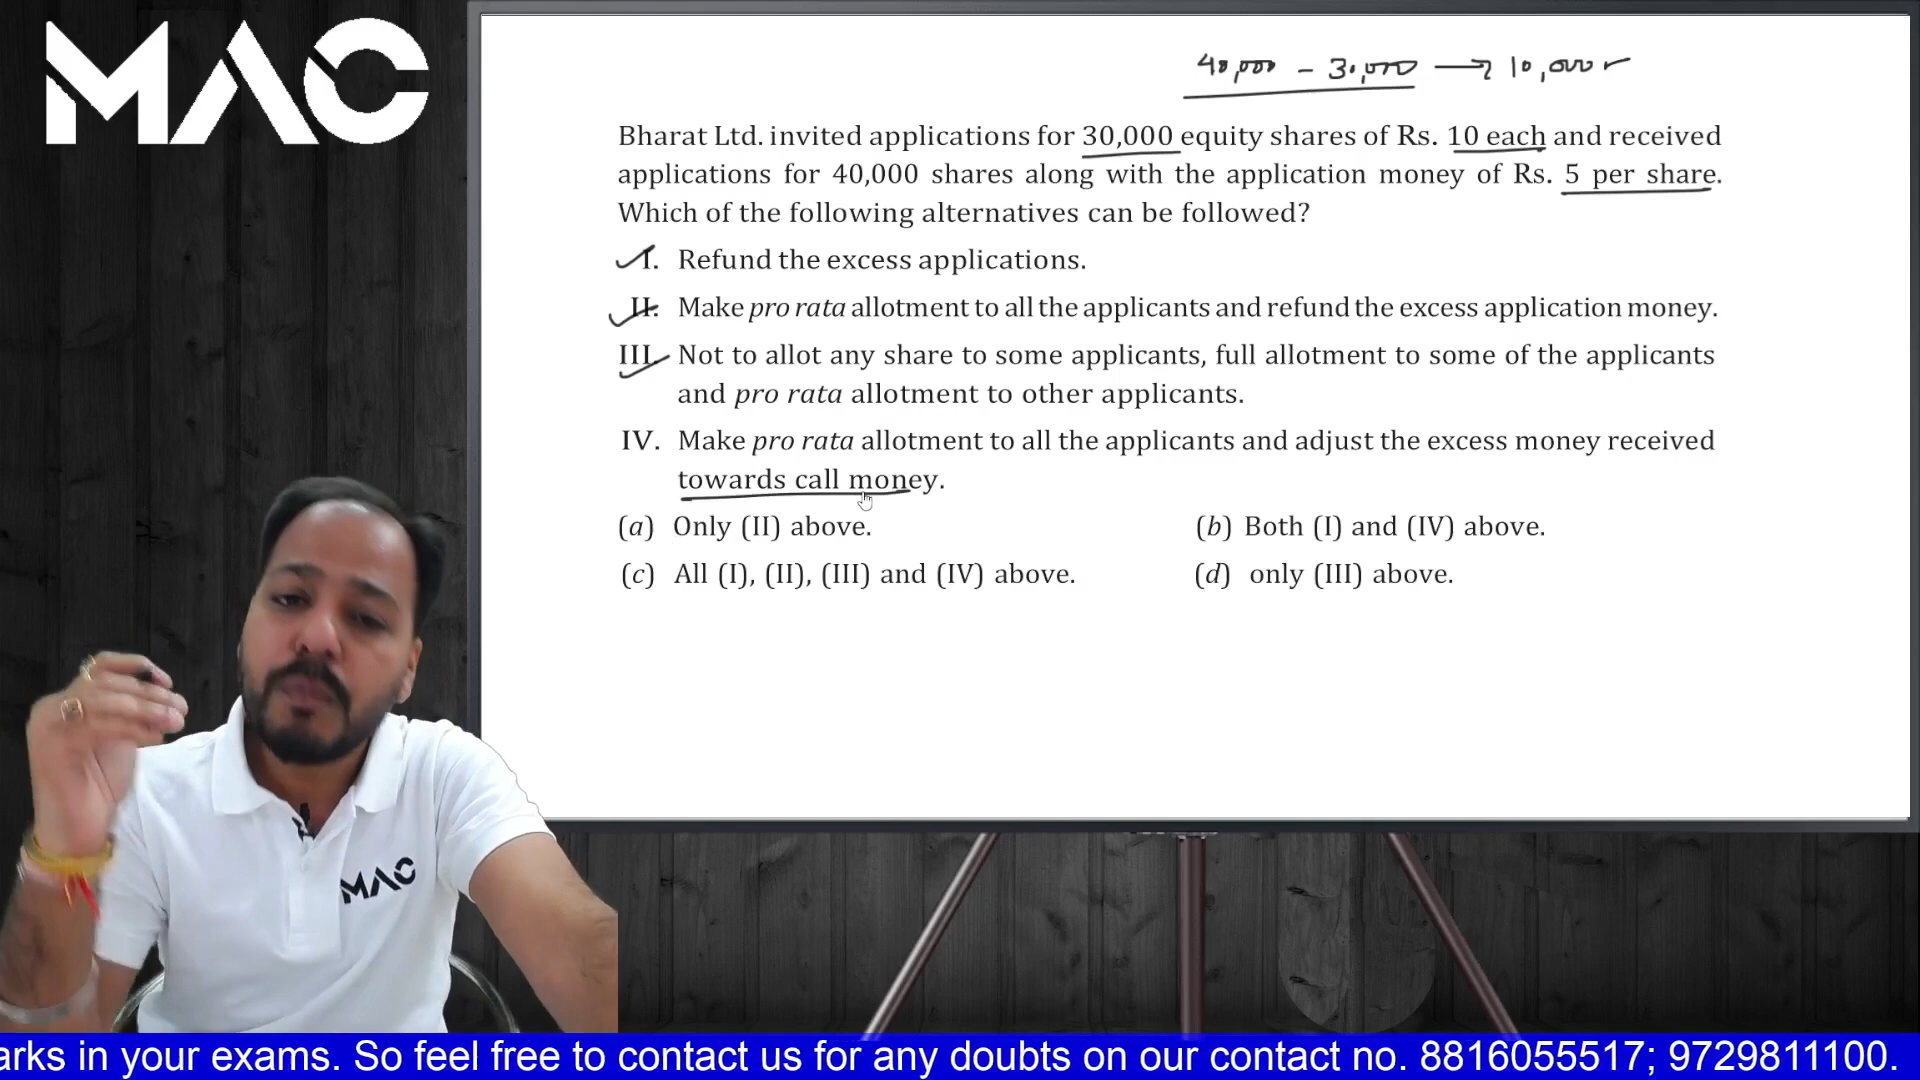 MAC
40,000 - 30,000 → 10,000
Bharat Ltd. invited applications for 30,000 equity shares of Rs. 10 each and received
applications for 40,000 shares along with the application money of Rs. 5 per share.
Which of the following alternatives can be followed?
I. Refund the excess applications.
II. Make pro rata allotment to all the applicants and refund the excess application money.
III. Not to allot any share to some applicants, full allotment to some of the applicants
and pro rata allotment to other applicants.
IV. Make pro rata allotment to all the applicants and adjust the excess money received
towards call money.
(a) Only (II) above.
(b) Both (I) and (IV) above.
(c) All (I), (II), (III) and (IV) above.
(d) only (III) above.
MAC
arks in your exams. So feel free to contact us for any doubts on our contact no. 8816055517; 9729811100.